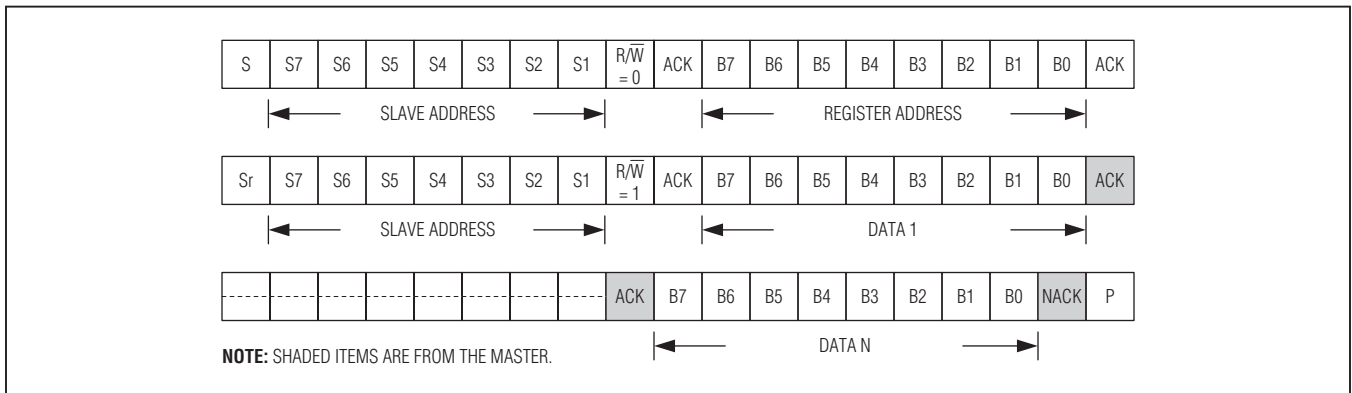 S S7 S6 S5 S4 S3 S2 S1 R/W̅ = 0 ACK B7 B6 B5 B4 B3 B2 B1 B0 ACK
SLAVE ADDRESS REGISTER ADDRESS
Sr S7 S6 S5 S4 S3 S2 S1 R/W̅ = 1 ACK B7 B6 B5 B4 B3 B2 B1 B0 ACK
SLAVE ADDRESS DATA 1
ACK B7 B6 B5 B4 B3 B2 B1 B0 NACK P
DATA N
NOTE: SHADED ITEMS ARE FROM THE MASTER.